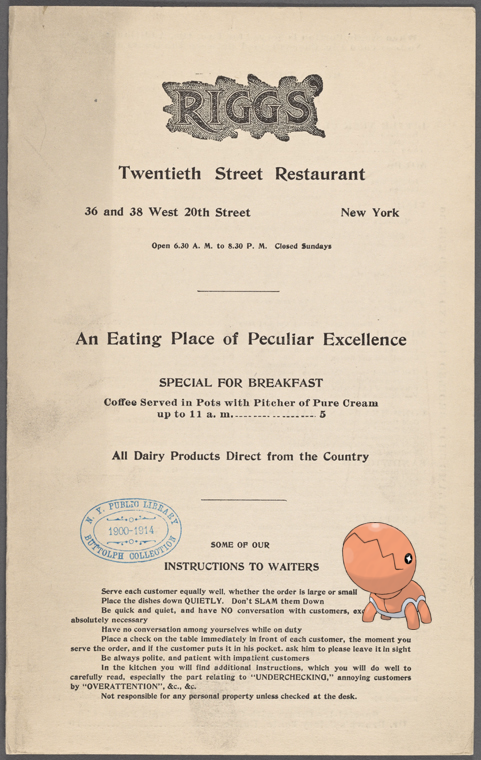 RIGGS'
Twentieth Street Restaurant
36 and 38 West 20th Street New York
Open 6.30 A. M. to 8.30 P. M. Closed Sundays
An Eating Place of Peculiar Excellence
SPECIAL FOR BREAKFAST
Coffee Served in Pots with Pitcher of Pure Cream
up to 11 a. m.------------------- 5
All Dairy Products Direct from the Country
N. Y. PUBLIC LIBRARY
1900-1914
BUTTOLPH COLLECTION
SOME OF OUR
INSTRUCTIONS TO WAITERS
Serve each customer equally well, whether the order is large or small
Place the dishes down QUIETLY. Don't SLAM them Down
Be quick and quiet, and have NO conversation with customers,
absolutely necessary
Have no conversation among yourselves while on duty
Place a check on the table immediately in front of each customer, the moment you
serve the order, and if the customer puts it in his pocket, ask him to please leave it in sight
Be always polite, and patient with impatient customers
In the kitchen you will find additional instructions, which you will do well to
carefully read, especially the part relating to "UNDERCHECKING," annoying customers
by "OVERATTENTION", &c., &c.
Not responsible for any personal property unless checked at the desk.